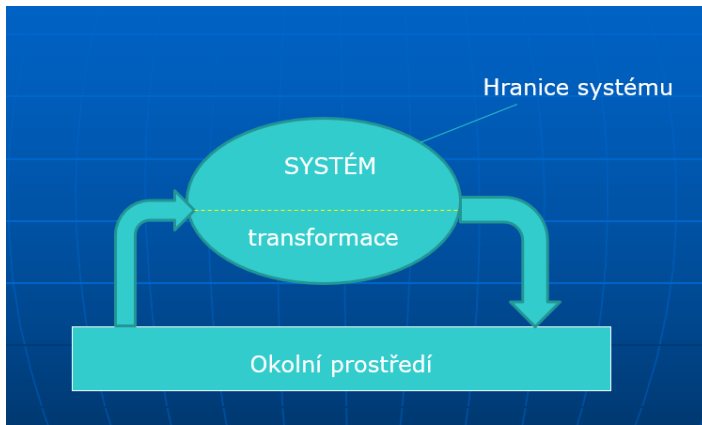 Hranice systému
SYSTÉM
transformace
Okolní prostředí